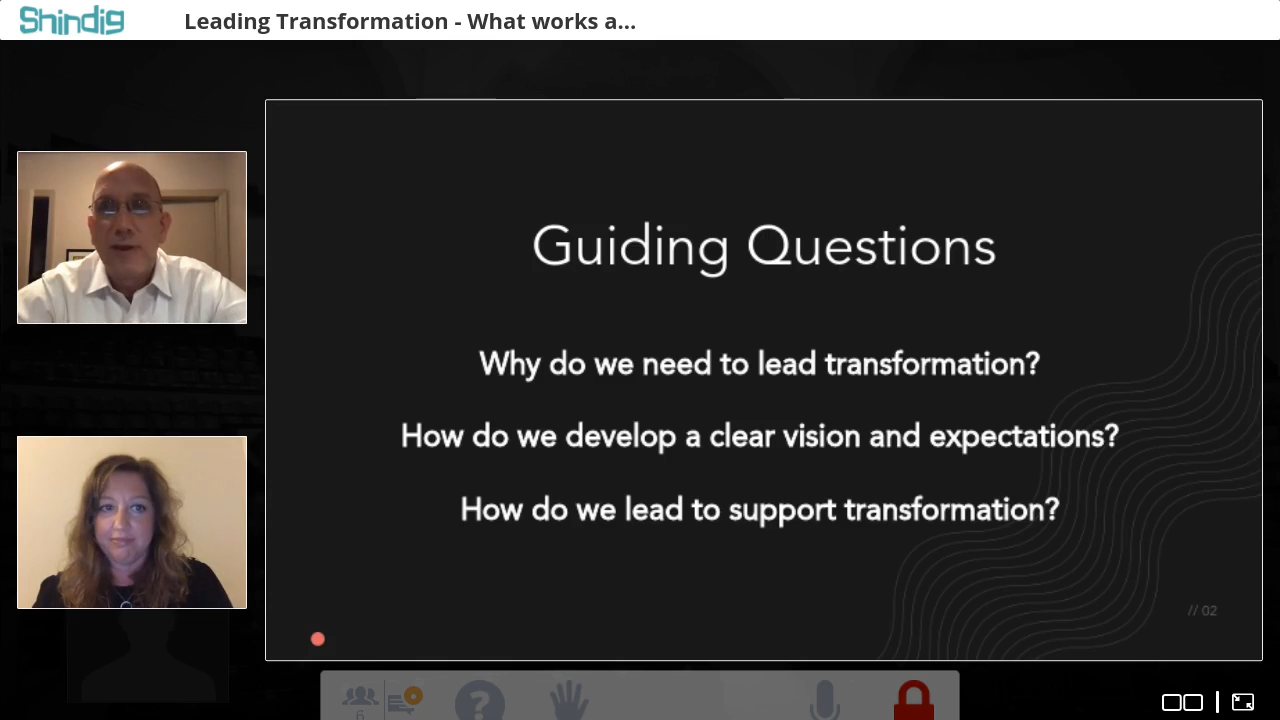 Shindig
Leading Transformation - What works a...
Guiding Questions
Why do we need to lead transformation?
How do we develop a clear vision and expectations?
How do we lead to support transformation?
// 02
6
?